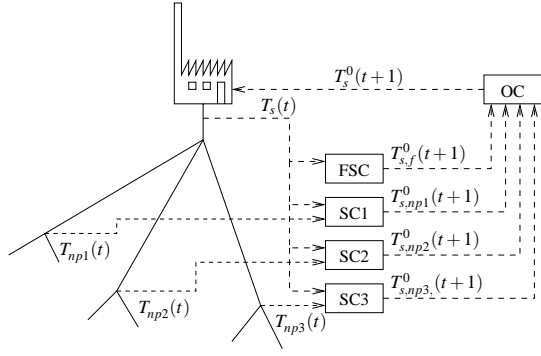 T_s^0(t+1)
OC
T_s(t)
FSC
T_{s,f}^0(t+1)
SC1
T_{s,np1}^0(t+1)
T_{np1}(t)
SC2
T_{s,np2}^0(t+1)
T_{np2}(t)
SC3
T_{s,np3,}^0(t+1)
T_{np3}(t)